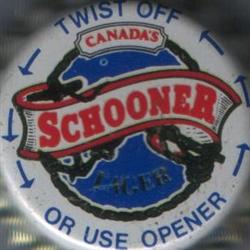 TWIST OFF
CANADA'S
SCHOONER
LAGER
OR USE OPENER